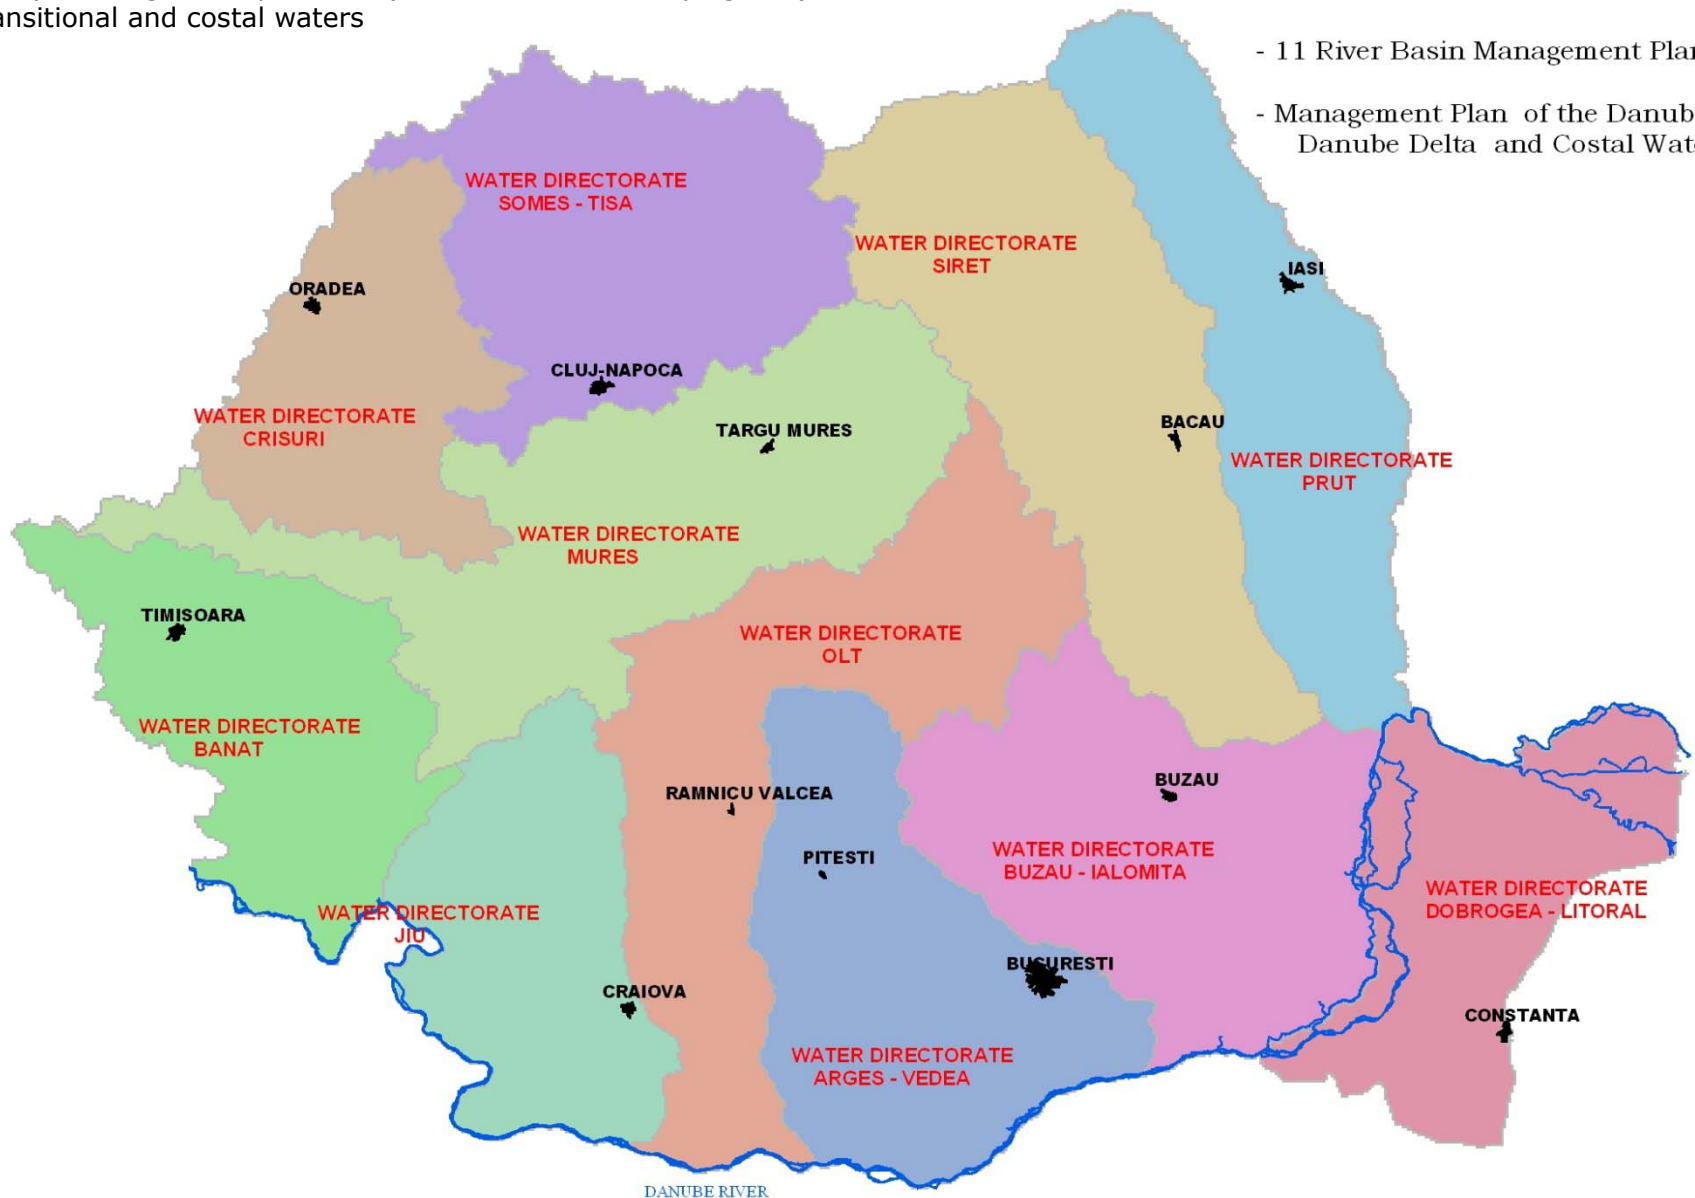 ansitional and costal waters
- 11 River Basin Management Plan
- Management Plan of the Danub
Danube Delta and Costal Wat
WATER DIRECTORATE
SOMES - TISA
WATER DIRECTORATE
SIRET
IASI
ORADEA
CLUJ-NAPOCA
WATER DIRECTORATE
CRISURI
TARGU MURES
BACAU
WATER DIRECTORATE
PRUT
WATER DIRECTORATE
MURES
TIMISOARA
WATER DIRECTORATE
OLT
WATER DIRECTORATE
BANAT
RAMNICU VALCEA
BUZAU
PITESTI
WATER DIRECTORATE
BUZAU - IALOMITA
WATER DIRECTORATE
DOBROGEA - LITORAL
WATER DIRECTORATE
JIU
BUCURESTI
CRAIOVA
CONSTANTA
WATER DIRECTORATE
ARGES - VEDEA
DANUBE RIVER